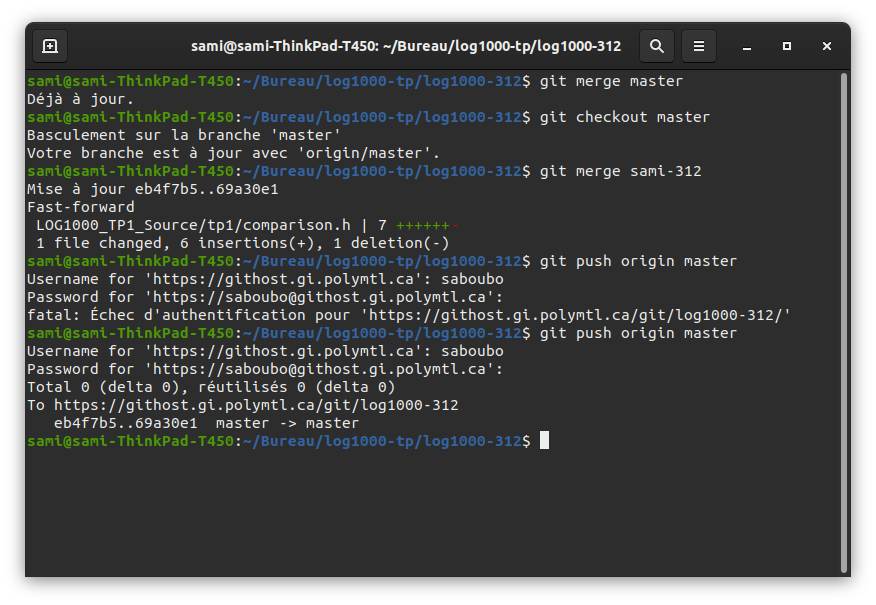 sami@sami-ThinkPad-T450: ~/Bureau/log1000-tp/log1000-312
sami@sami-ThinkPad-T450:~/Bureau/log1000-tp/log1000-312$ git merge master
Déjà à jour.
sami@sami-ThinkPad-T450:~/Bureau/log1000-tp/log1000-312$ git checkout master
Basculement sur la branche 'master'
Votre branche est à jour avec 'origin/master'.
sami@sami-ThinkPad-T450:~/Bureau/log1000-tp/log1000-312$ git merge sami-312
Mise à jour eb4f7b5..69a30e1
Fast-forward
 LOG1000_TP1_Source/tp1/comparison.h | 7 ++++++-
 1 file changed, 6 insertions(+), 1 deletion(-)
sami@sami-ThinkPad-T450:~/Bureau/log1000-tp/log1000-312$ git push origin master
Username for 'https://githost.gi.polymtl.ca': saboubo
Password for 'https://saboubo@githost.gi.polymtl.ca':
fatal: Échec d'authentification pour 'https://githost.gi.polymtl.ca/git/log1000-312/'
sami@sami-ThinkPad-T450:~/Bureau/log1000-tp/log1000-312$ git push origin master
Username for 'https://githost.gi.polymtl.ca': saboubo
Password for 'https://saboubo@githost.gi.polymtl.ca':
Total 0 (delta 0), réutilisés 0 (delta 0)
To https://githost.gi.polymtl.ca/git/log1000-312
   eb4f7b5..69a30e1  master -> master
sami@sami-ThinkPad-T450:~/Bureau/log1000-tp/log1000-312$